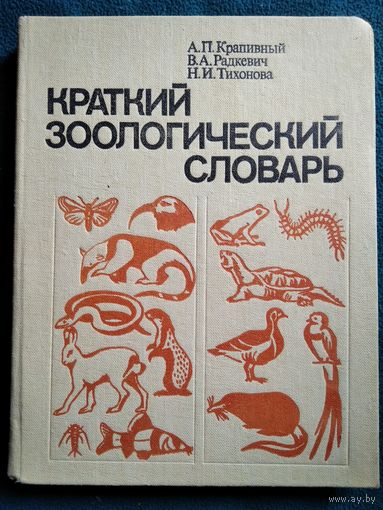 А.П.Крапивный
В.А.Радкевич
Н.И.Тихонова
КРАТКИЙ
ЗООЛОГИЧЕСКИЙ
СЛОВАРЬ
www.ay.by